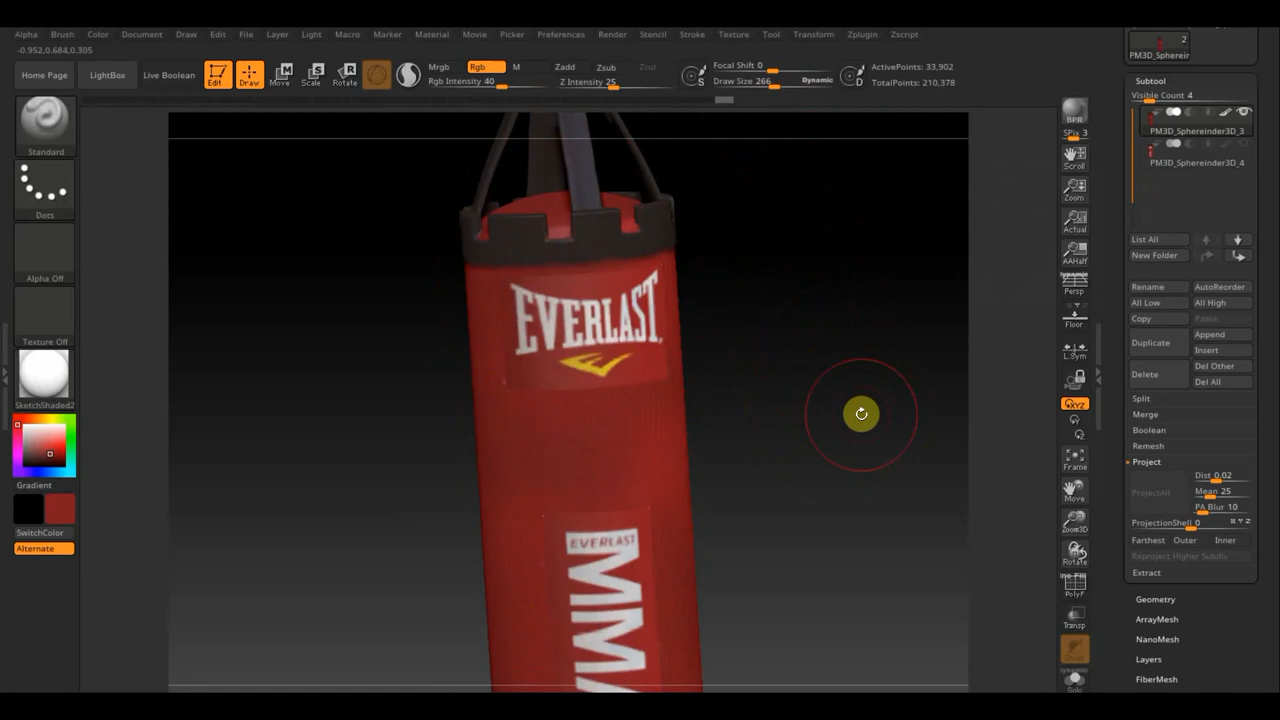 Alpha Brush Color Document Draw Edit File Layer Light Macro Marker Material Movie Picker Preferences Render Stencil Stroke Texture Tool Transform Zplugin Zscript
-0.952,0.684,0.305
Home Page LightBox Live Boolean Edit Draw Move Scale Rotate
Mrgb Rgb M Zadd Zsub Zcut
Rgb Intensity 40 Z Intensity 25
Focal Shift 0
Draw Size 266 Dynamic
ActivePoints: 33,902
TotalPoints: 210,378
Standard
Dots
Alpha Off
Texture Off
SketchShaded2
Gradient
SwitchColor
Alternate
EVERLAST
EVERLAST
MMA
BPR
SPix 3
Scroll
Zoom
Actual
AAHalf
dynamic
Persp
Floor
L.Sym
XYZ
Y
Z
Frame
Move
Zoom3D
Rotate
PolyF
Transp
dynamic
Solo
2
PM3D_Spherein
Subtool
Visible Count 4
PM3D_Sphereinder3D_3
PM3D_Sphereinder3D_4
List All
New Folder
Rename AutoReorder
All Low All High
Copy Paste
Duplicate Append
Insert
Delete Del Other
Del All
Split
Merge
Boolean
Remesh
Project
ProjectAll Dist 0.02
Mean 25
PA Blur 10
ProjectionShell 0 X Y Z
Farthest Outer Inner
Reproject Higher Subdiv
Extract
Geometry
ArrayMesh
NanoMesh
Layers
FiberMesh